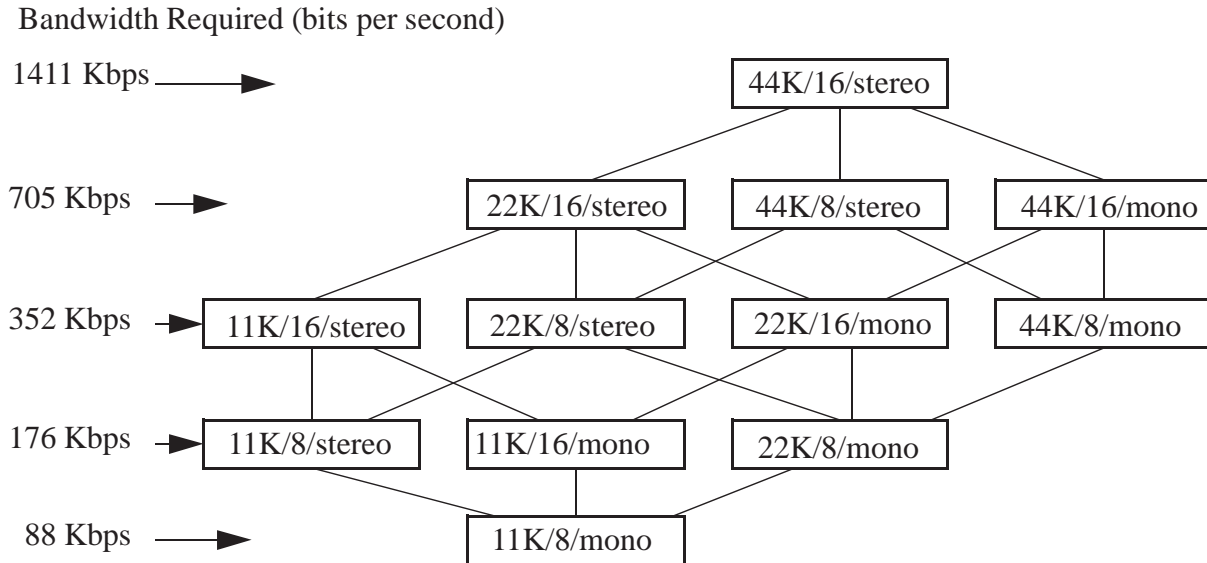 Bandwidth Required (bits per second)
1411 Kbps
44K/16/stereo
705 Kbps
22K/16/stereo
44K/8/stereo
44K/16/mono
352 Kbps
11K/16/stereo
22K/8/stereo
22K/16/mono
44K/8/mono
176 Kbps
11K/8/stereo
11K/16/mono
22K/8/mono
88 Kbps
11K/8/mono